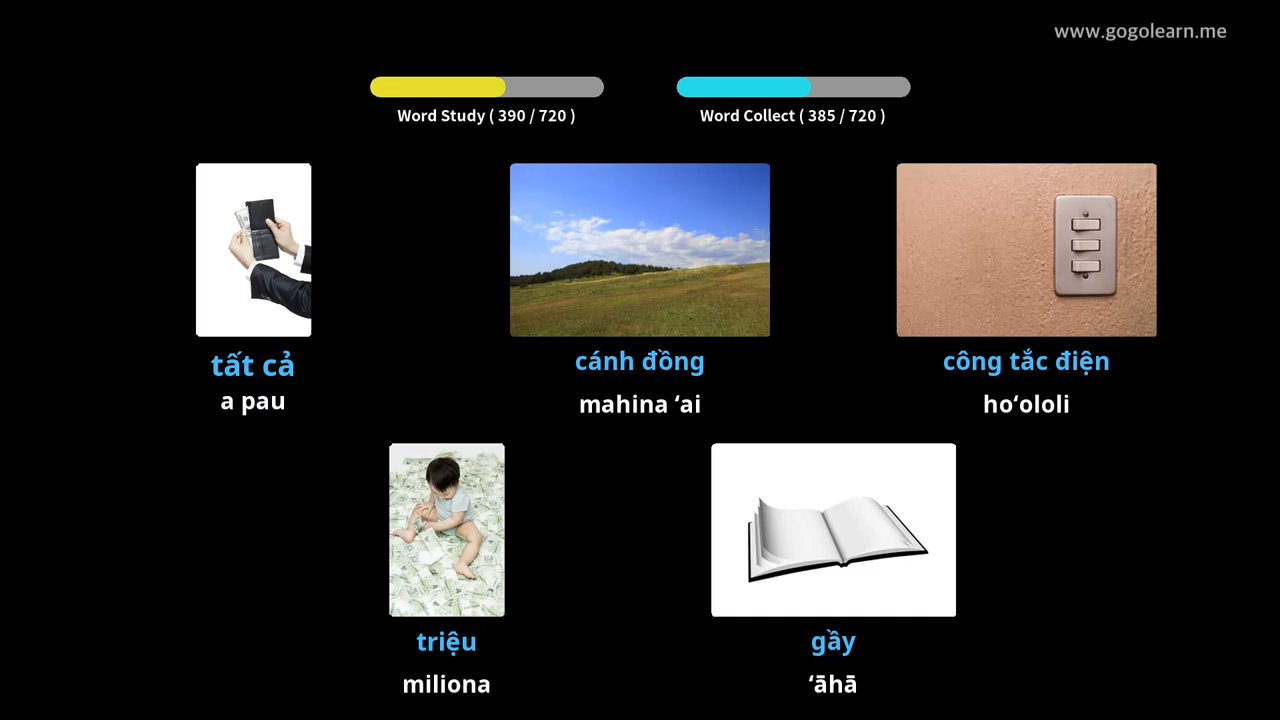 www.gogolearn.me
Word Study ( 390 / 720 )
Word Collect ( 385 / 720 )
tất cả
a pau
cánh đồng
mahina ʻai
công tắc điện
hoʻololi
triệu
miliona
gầy
ʻāhā